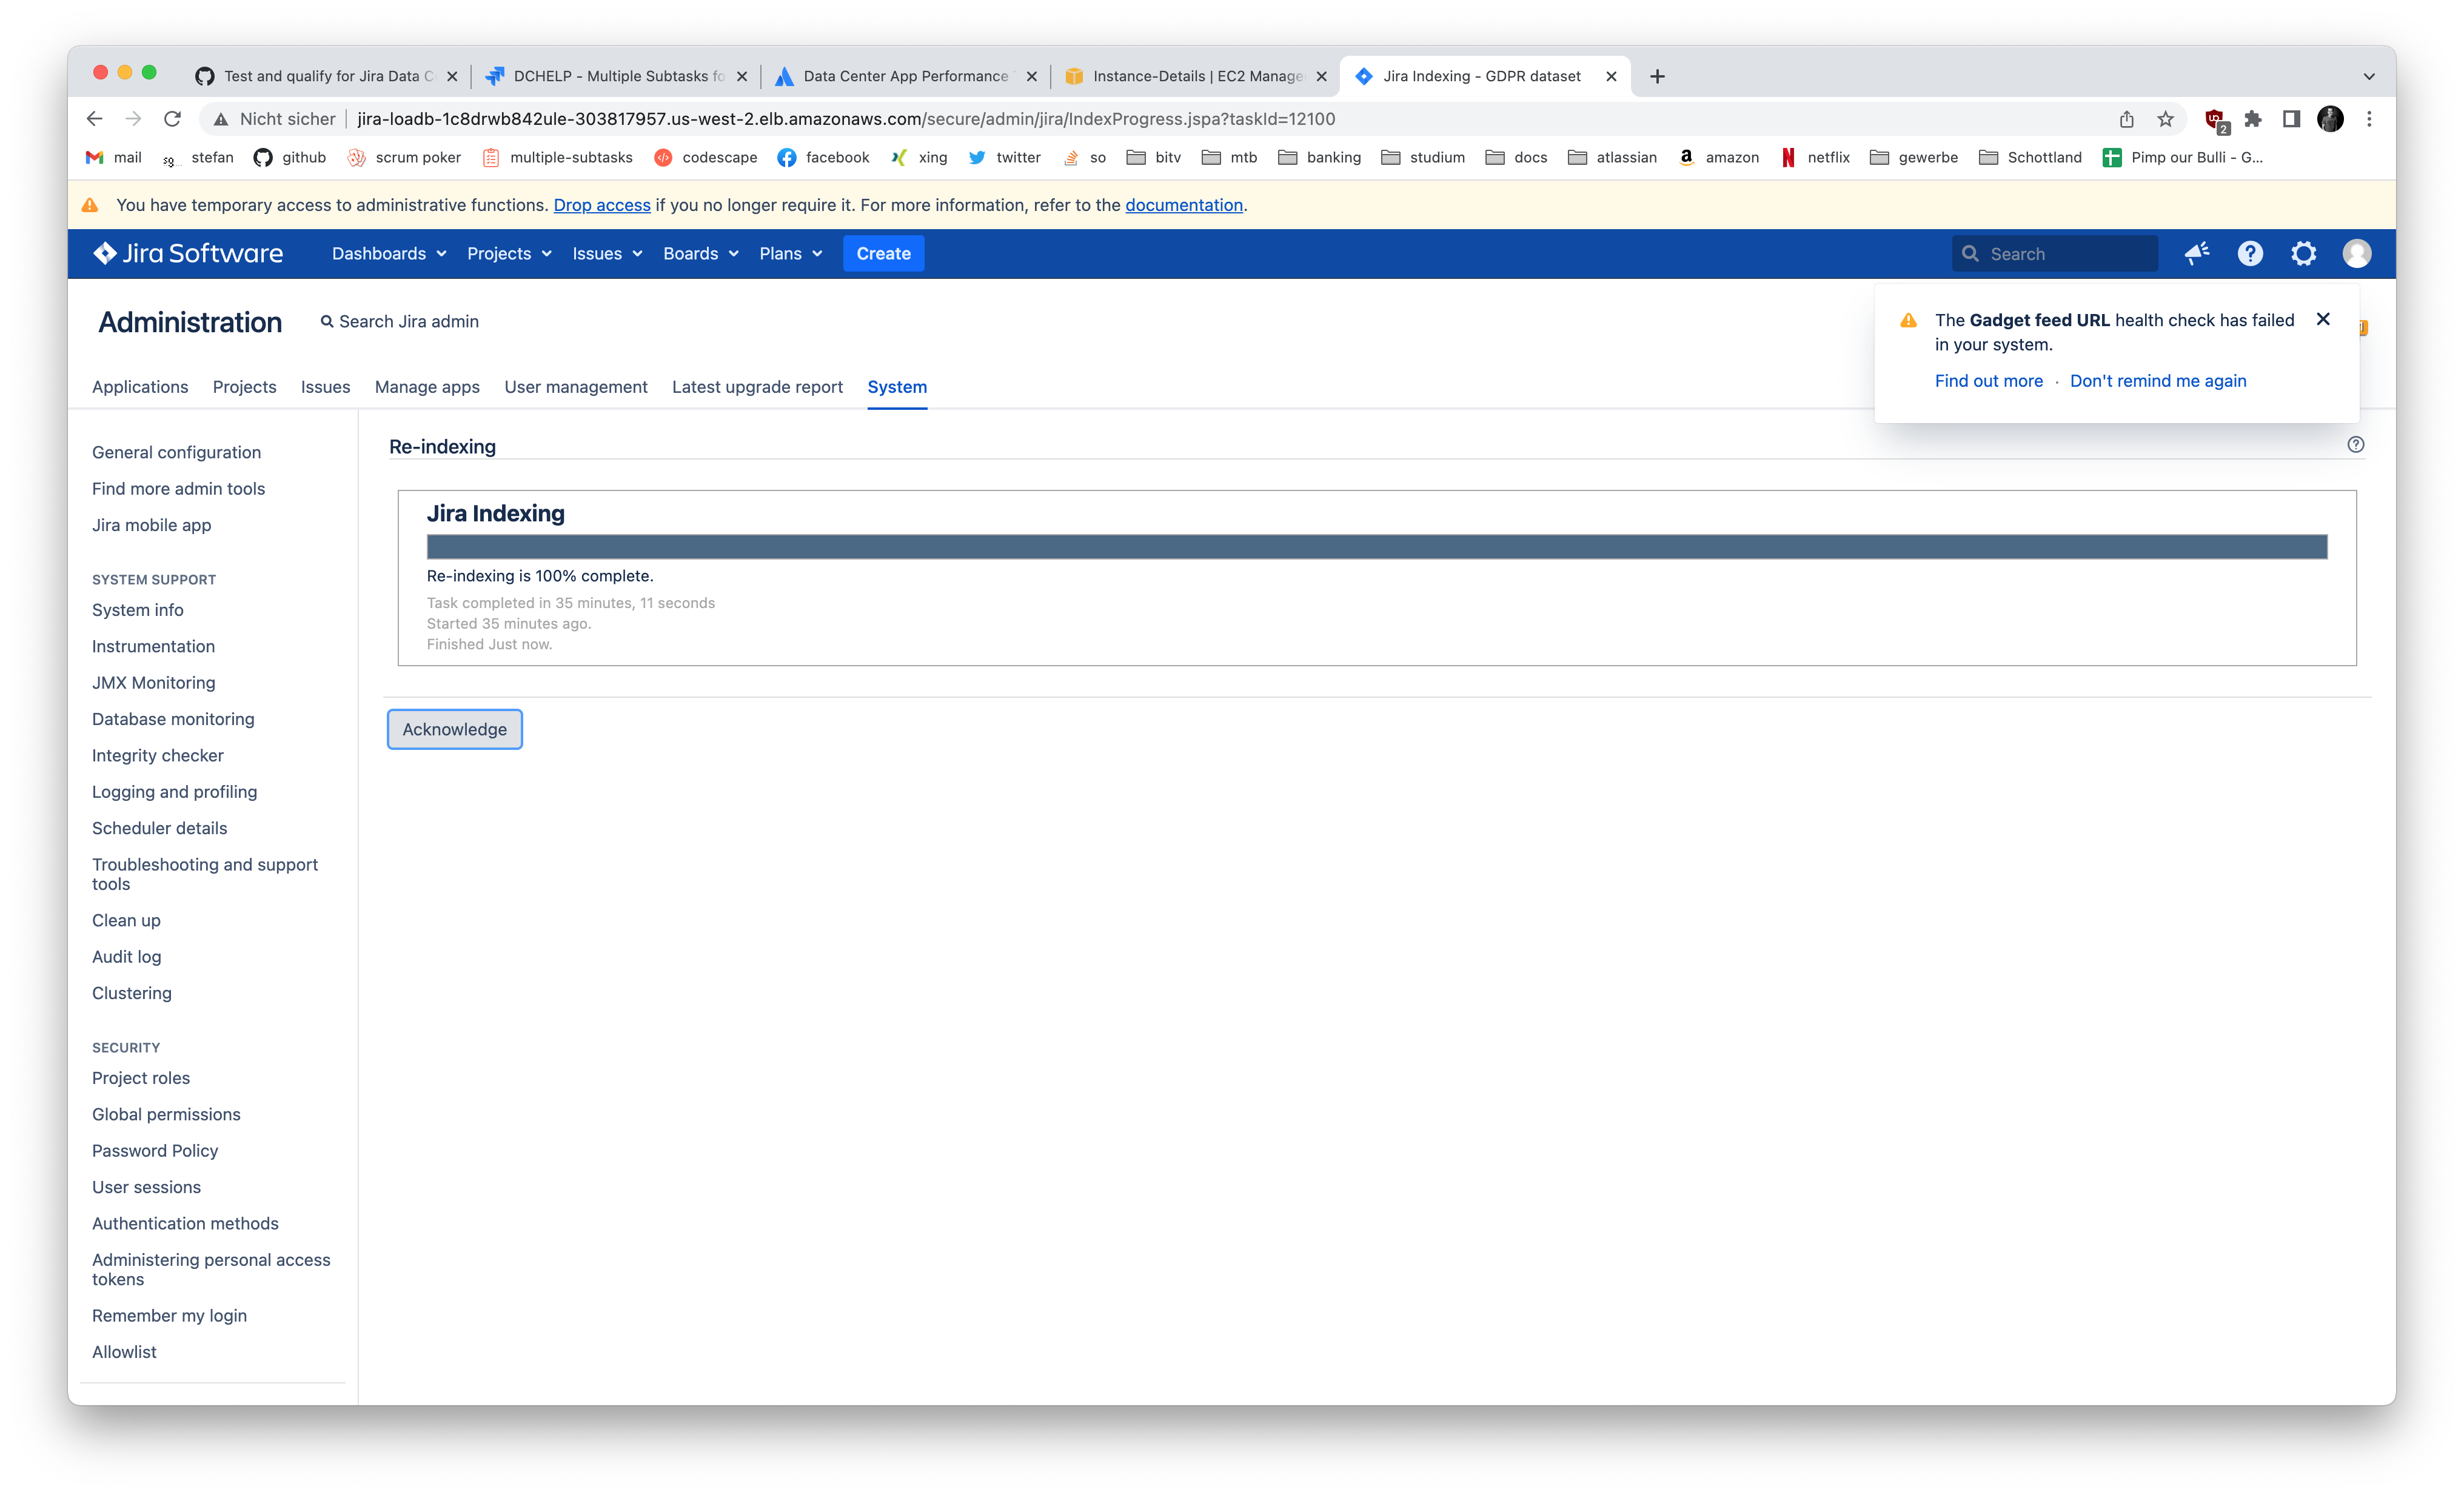 Test and qualify for Jira Data C
DCHELP - Multiple Subtasks fo
Data Center App Performance
Instance-Details | EC2 Manage
Jira Indexing - GDPR dataset
Nicht sicher
jira-loadb-1c8drwb842ule-303817957.us-west-2.elb.amazonaws.com/secure/admin/jira/IndexProgress.jspa?taskId=12100
2
mail
stefan
github
scrum poker
multiple-subtasks
codescape
facebook
xing
twitter
so
bitv
mtb
banking
studium
docs
atlassian
amazon
netflix
gewerbe
Schottland
Pimp our Bulli - G...
You have temporary access to administrative functions. Drop access if you no longer require it. For more information, refer to the documentation.
Jira Software
Dashboards
Projects
Issues
Boards
Plans
Create
Search
Administration
Search Jira admin
The Gadget feed URL health check has failed
in your system.
Find out more · Don't remind me again
Applications
Projects
Issues
Manage apps
User management
Latest upgrade report
System
General configuration
Find more admin tools
Jira mobile app
SYSTEM SUPPORT
System info
Instrumentation
JMX Monitoring
Database monitoring
Integrity checker
Logging and profiling
Scheduler details
Troubleshooting and support
tools
Clean up
Audit log
Clustering
SECURITY
Project roles
Global permissions
Password Policy
User sessions
Authentication methods
Administering personal access
tokens
Remember my login
Allowlist
Re-indexing
Jira Indexing
Re-indexing is 100% complete.
Task completed in 35 minutes, 11 seconds
Started 35 minutes ago.
Finished Just now.
Acknowledge